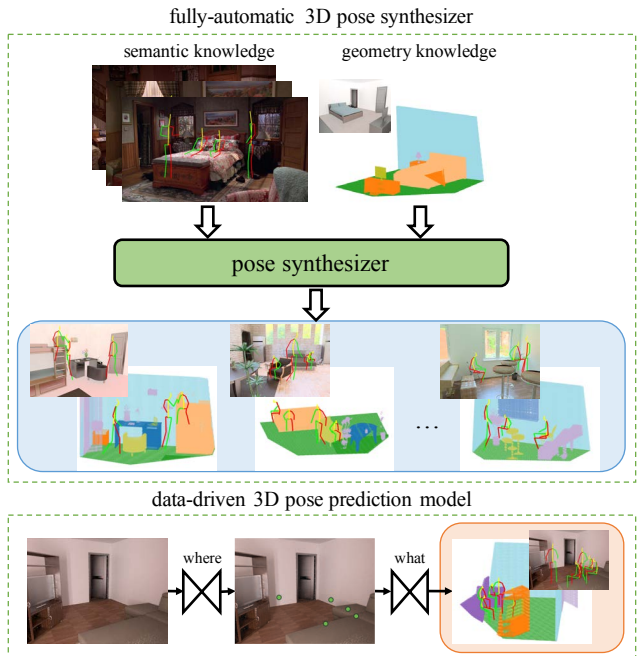 fully-automatic 3D pose synthesizer
semantic knowledge
geometry knowledge
pose synthesizer
...
data-driven 3D pose prediction model
where
what